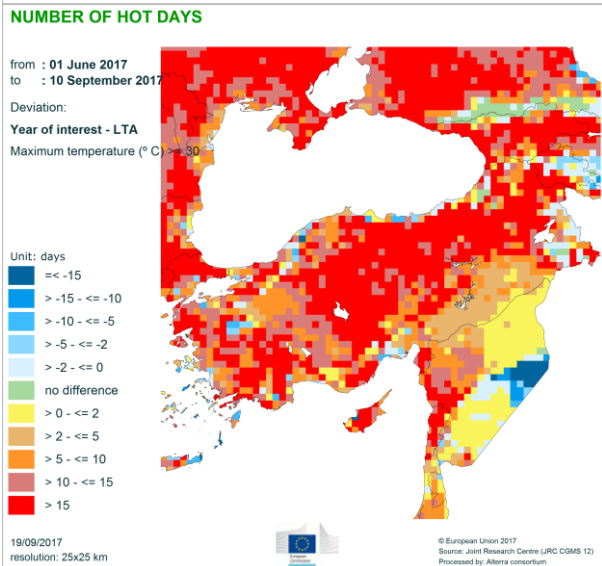 NUMBER OF HOT DAYS
from : 01 June 2017
to : 10 September 2017
Deviation:
Year of interest - LTA
Maximum temperature (º C) >= 30
Unit: days
=< -15
> -15 - <= -10
> -10 - <= -5
> -5 - <= -2
> -2 - <= 0
no difference
> 0 - <= 2
> 2 - <= 5
> 5 - <= 10
> 10 - <= 15
> 15
19/09/2017
resolution: 25x25 km
European
Commission
© European Union 2017
Source: Joint Research Centre (JRC CGMS 12)
Processed by: Alterra consortium